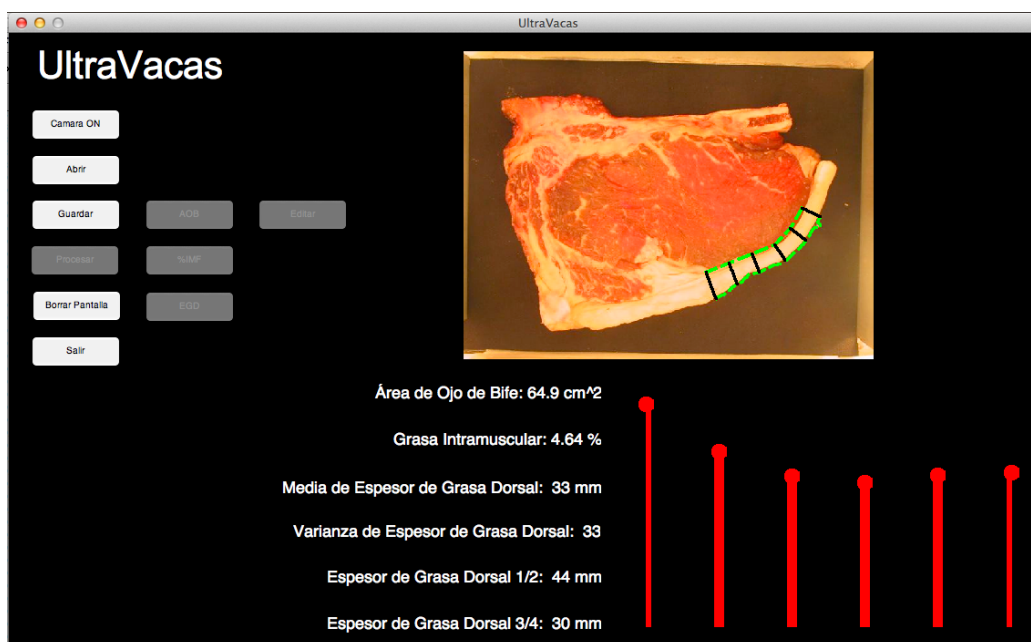 UltraVacas
UltraVacas
Camara ON
Abrir
Guardar
AOB
Editar
Procesar
%IMF
Borrar Pantalla
EGD
Salir
Área de Ojo de Bife: 64.9 cm^2
Grasa Intramuscular: 4.64 %
Media de Espesor de Grasa Dorsal:  33 mm
Varianza de Espesor de Grasa Dorsal:  33
Espesor de Grasa Dorsal 1/2:  44 mm
Espesor de Grasa Dorsal 3/4:  30 mm